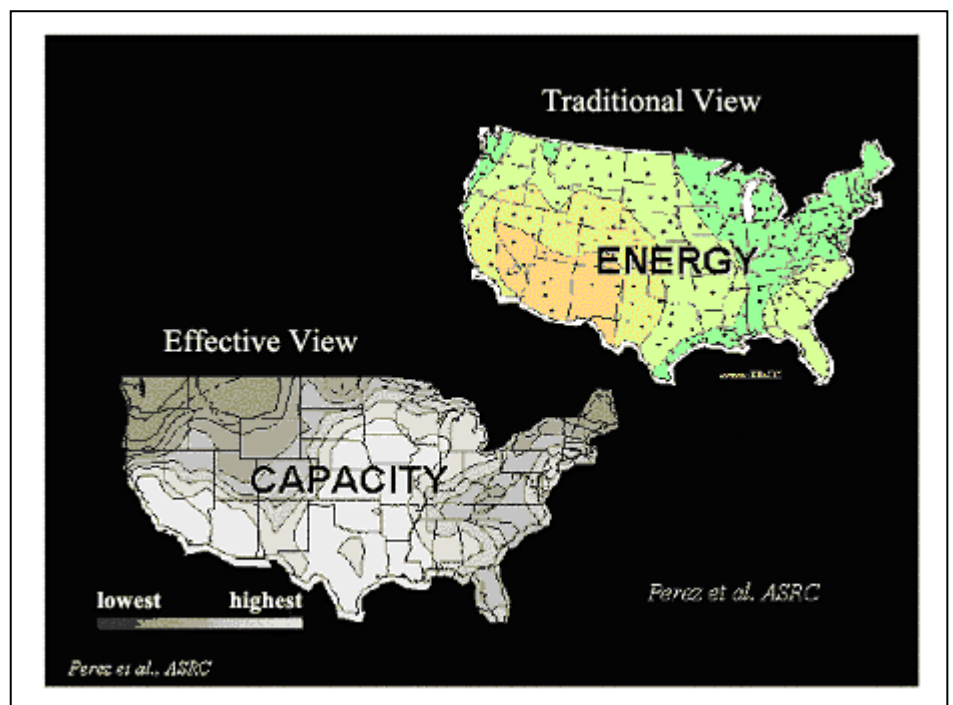 Traditional View
ENERGY
Effective View
CAPACITY
lowest highest
Perez et al. ASRC
Perez et al., ASRC